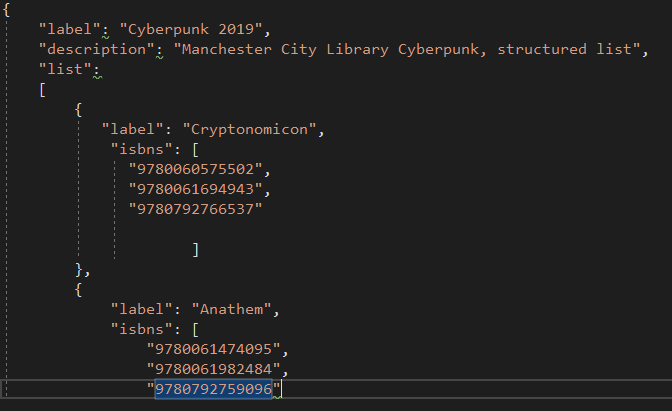 {
"label": "Cyberpunk 2019",
"description": "Manchester City Library Cyberpunk, structured list",
"list":
[
{
"label": "Cryptonomicon",
"isbns": [
"9780060575502",
"9780061694943",
"9780792766537"
]
},
{
"label": "Anathem",
"isbns": [
"9780061474095",
"9780061982484",
"9780792759096"